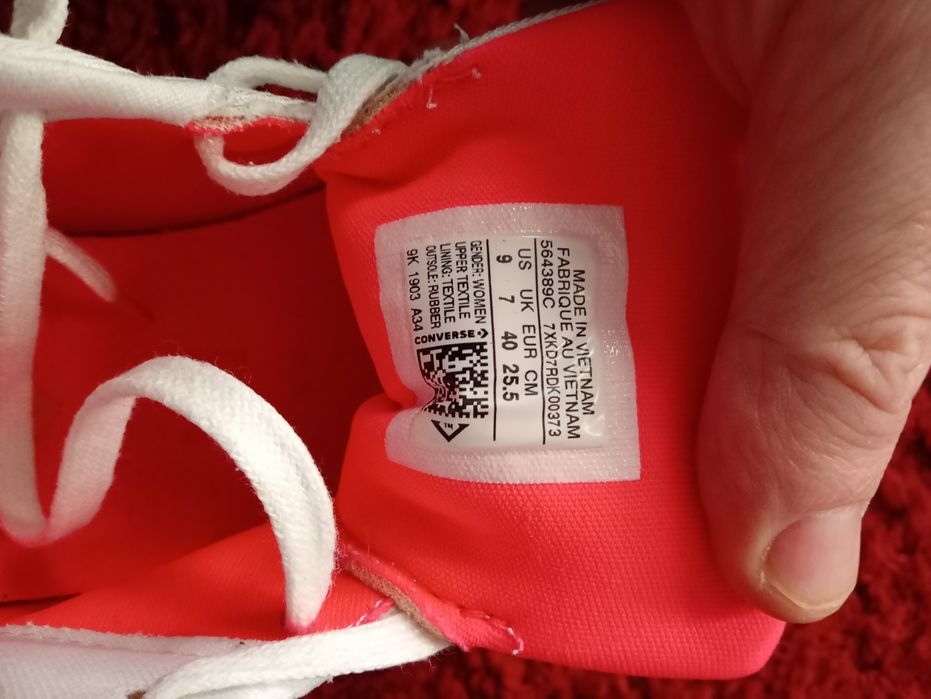 MADE IN VIETNAM
FABRIQUE AU VIETNAM
564389C 7XKD7RDK00373
US UK EUR CM
9 7 40 25.5
GENDER: WOMEN
UPPER TEXTILE
LINING: TEXTILE
OUTSOLE: RUBBER
9K 1903 A34
CONVERSE
TM